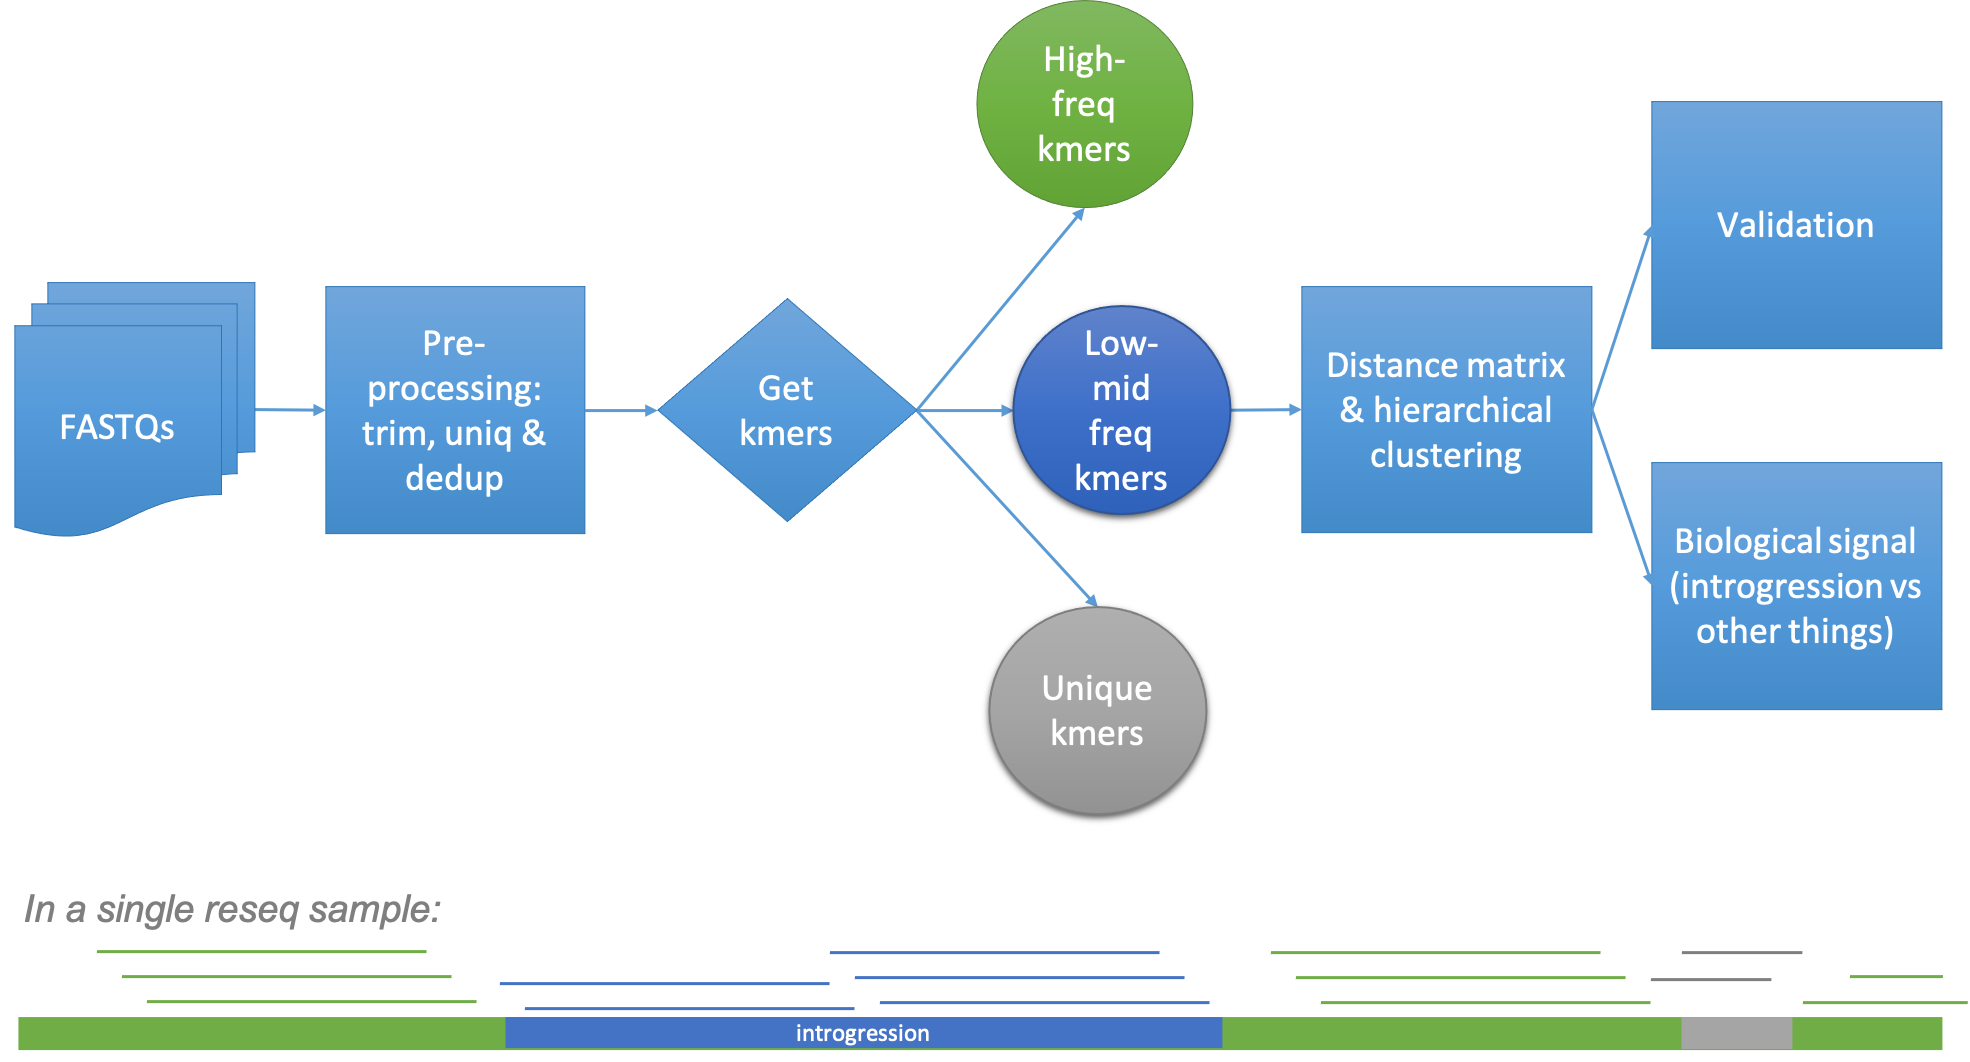 High-
freq
kmers
FASTQs
Pre-
processing:
trim, uniq &
dedup
Get
kmers
Low-
mid
freq
kmers
Unique
kmers
Distance matrix
& hierarchical
clustering
Validation
Biological signal
(introgression vs
other things)
In a single reseq sample:
introgression